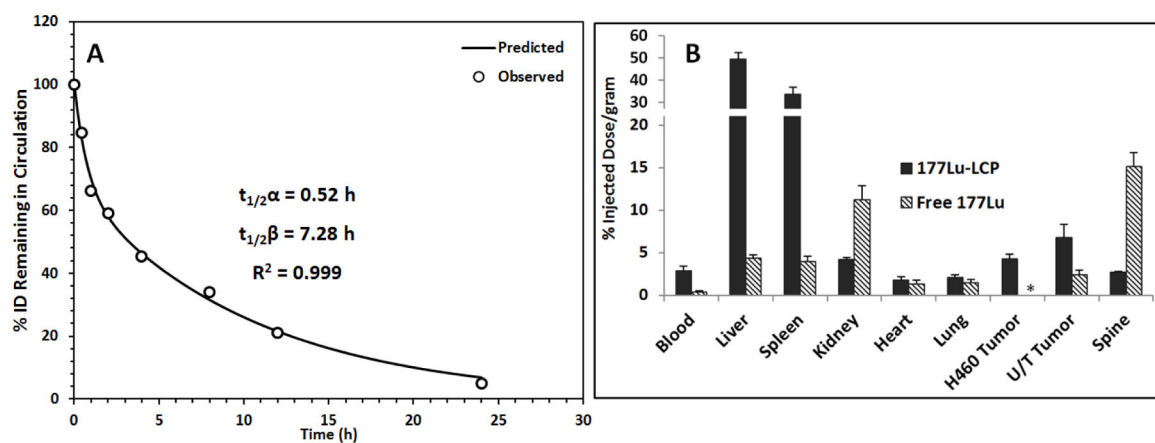 A
% ID Remaining in Circulation
120
100
80
60
40
20
0
0
5
10
15
20
25
30
Time (h)
Predicted
Observed
t1/2α = 0.52 h
t1/2β = 7.28 h
R² = 0.999
B
% Injected Dose/gram
60
50
40
30
20
15
10
5
0
177Lu-LCP
Free 177Lu
*
Blood
Liver
Spleen
Kidney
Heart
Lung
H460 Tumor
U/T Tumor
Spine